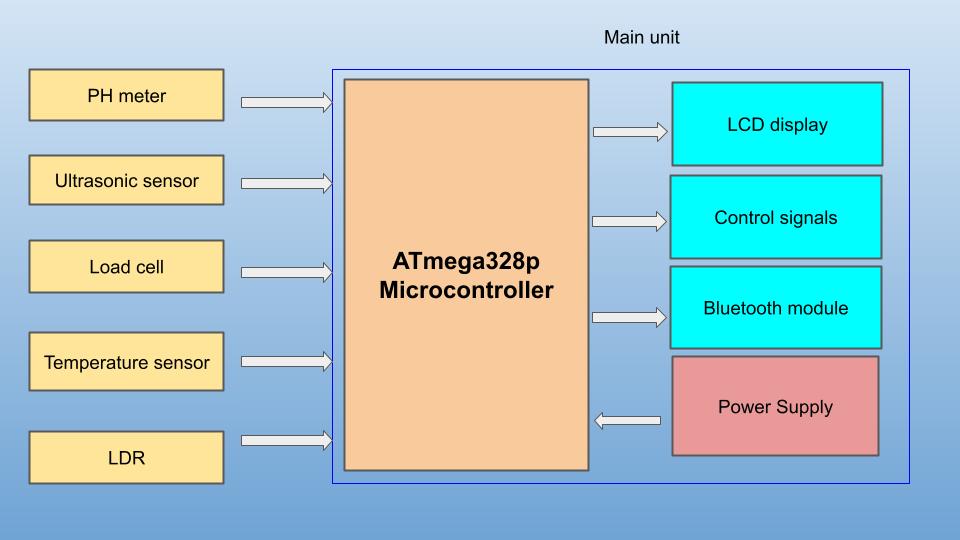 Main unit
PH meter
Ultrasonic sensor
Load cell
Temperature sensor
LDR
ATmega328p
Microcontroller
LCD display
Control signals
Bluetooth module
Power Supply